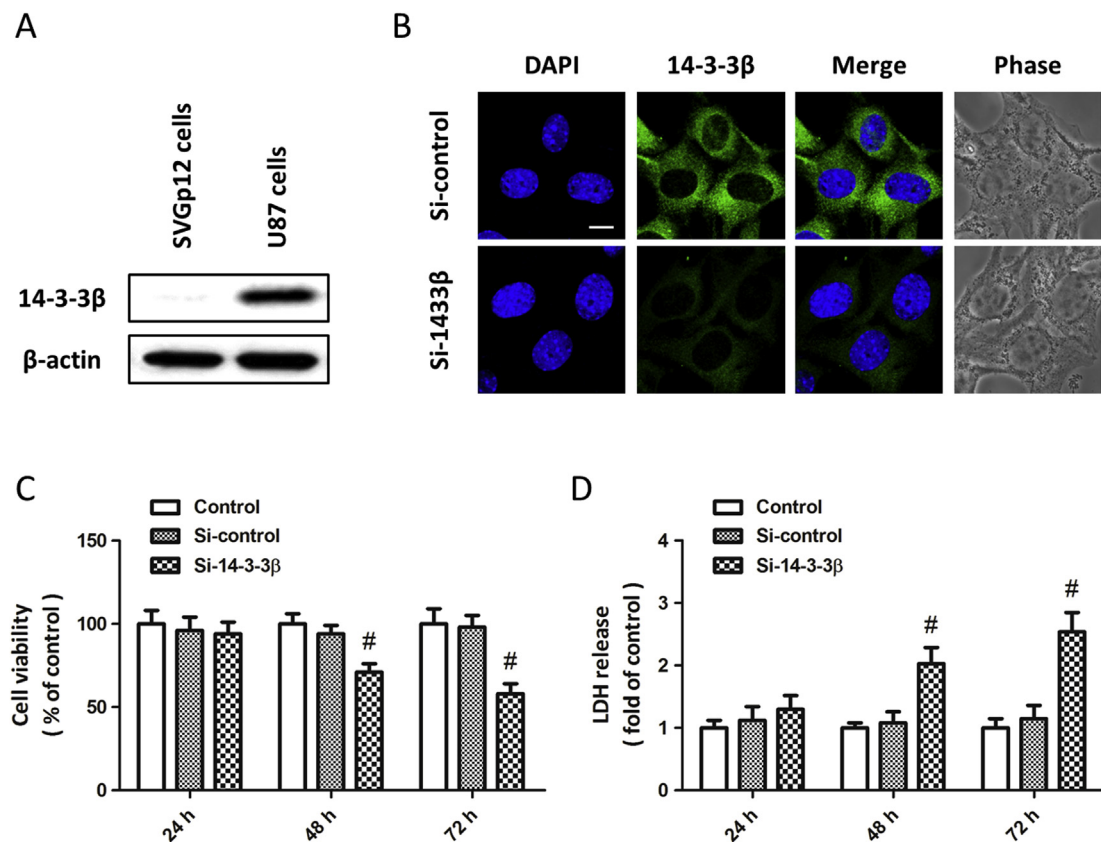 A
SVGp12 cells
U87 cells
14-3-3β
β-actin
B
DAPI
14-3-3β
Merge
Phase
Si-control
Si-1433β
C
Control
Si-control
Si-14-3-3β
Cell viability
( % of control )
150
100
50
0
#
#
24 h
48 h
72 h
D
Control
Si-control
Si-14-3-3β
LDH release
( fold of control )
4
3
2
1
0
#
#
24 h
48 h
72 h